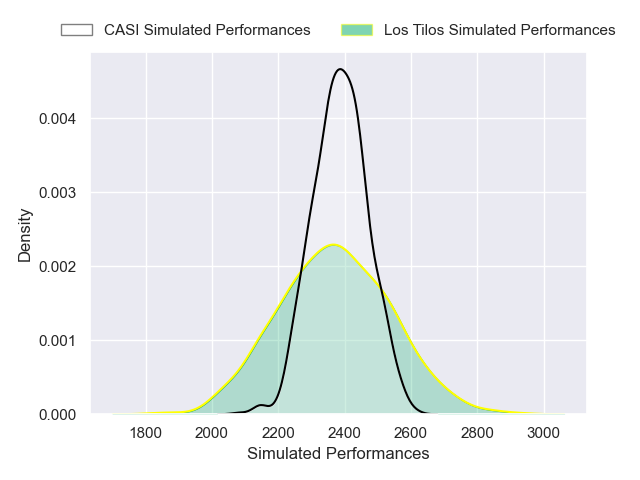 CASI Simulated Performances
Los Tilos Simulated Performances
Density
0.004
0.003
0.002
0.001
0.000
1800 2000 2200 2400 2600 2800 3000
Simulated Performances